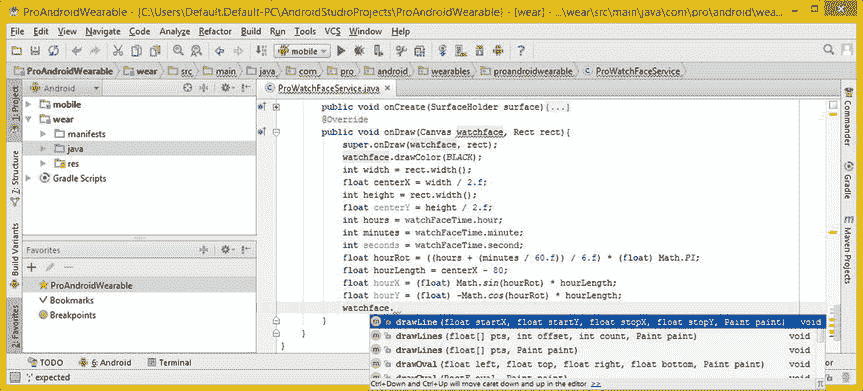 ProAndroidWearable - [C:\Users\Default.Default-PC\AndroidStudioProjects\ProAndroidWearable] - [wear] - ...\wear\src\main\java\com\pro\android\wea...
File Edit View Navigate Code Analyze Refactor Build Run Tools VCS Window Help
mobile
ProAndroidWearable wear src main java com pro android wearables proandroidwearable ProWatchFaceService
1: Project
7: Structure
Build Variants
2: Favorites
Android
mobile
wear
manifests
java
res
Gradle Scripts
Favorites
ProAndroidWearable
Bookmarks
Breakpoints
ProWatchFaceService.java
public void onCreate(SurfaceHolder surface){...}
@Override
public void onDraw(Canvas watchface, Rect rect){
super.onDraw(watchface, rect);
watchface.drawColor(BLACK);
int width = rect.width();
float centerX = width / 2.f;
int height = rect.width();
float centerY = height / 2.f;
int hours = watchFaceTime.hour;
int minutes = watchFaceTime.minute;
int seconds = watchFaceTime.second;
float hourRot = ((hours + (minutes / 60.f)) / 6.f) * (float) Math.PI;
float hourLength = centerX - 80;
float hourX = (float) Math.sin(hourRot) * hourLength;
float hourY = (float) -Math.cos(hourRot) * hourLength;
watchface.
}
}
}
drawLine(float startX, float startY, float stopX, float stopY, Paint paint) void
drawLines(float[] pts, int offset, int count, Paint paint) void
drawLines(float[] pts, Paint paint) void
drawOval(float left, float top, float right, float bottom, Paint paint) void
Ctrl+Down and Ctrl+Up will move caret down and up in the editor >>
Commander
Gradle
Maven Projects
TODO 6: Android Terminal
'}' expected